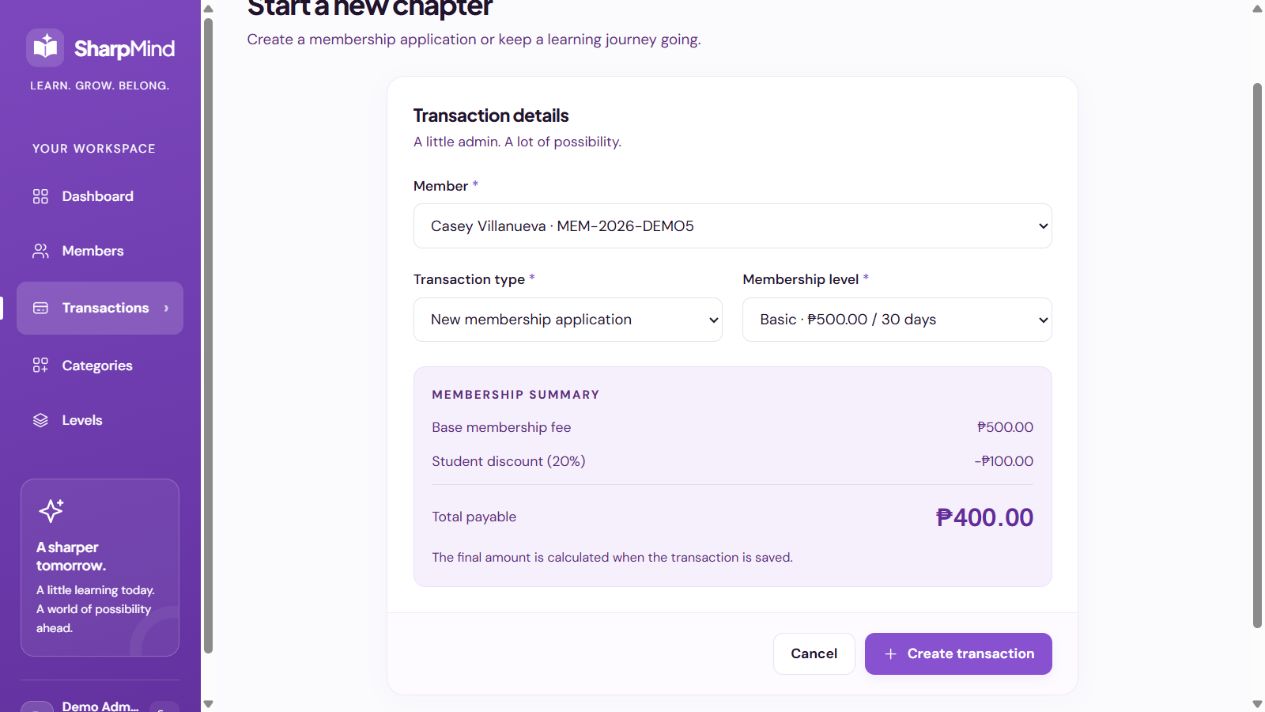 SharpMind
LEARN. GROW. BELONG.
YOUR WORKSPACE
Dashboard
Members
Transactions ›
Categories
Levels
A sharper
tomorrow.
A little learning today.
A world of possibility
ahead.
Demo Adm...
Start a new chapter
Create a membership application or keep a learning journey going.
Transaction details
A little admin. A lot of possibility.
Member *
Casey Villanueva · MEM-2026-DEMO5
Transaction type *
Membership level *
New membership application
Basic · ₱500.00 / 30 days
MEMBERSHIP SUMMARY
Base membership fee ₱500.00
Student discount (20%) -₱100.00
Total payable ₱400.00
The final amount is calculated when the transaction is saved.
Cancel
+ Create transaction